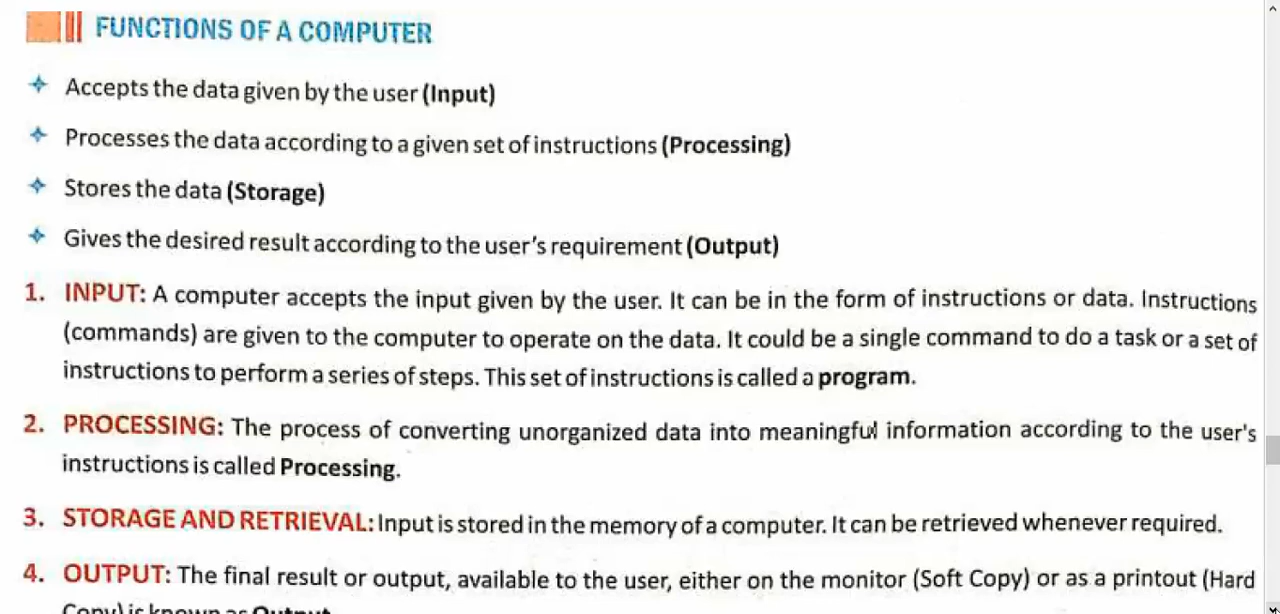 FUNCTIONS OF A COMPUTER
Accepts the data given by the user (Input)
Processes the data according to a given set of instructions (Processing)
Stores the data (Storage)
Gives the desired result according to the user's requirement (Output)
1. INPUT: A computer accepts the input given by the user. It can be in the form of instructions or data. Instructions
(commands) are given to the computer to operate on the data. It could be a single command to do a task or a set of
instructions to perform a series of steps. This set of instructions is called a program.
2. PROCESSING: The process of converting unorganized data into meaningful information according to the user's
instructions is called Processing.
3. STORAGE AND RETRIEVAL: Input is stored in the memory of a computer. It can be retrieved whenever required.
4. OUTPUT: The final result or output, available to the user, either on the monitor (Soft Copy) or as a printout (Hard
Copy) is known as Output.